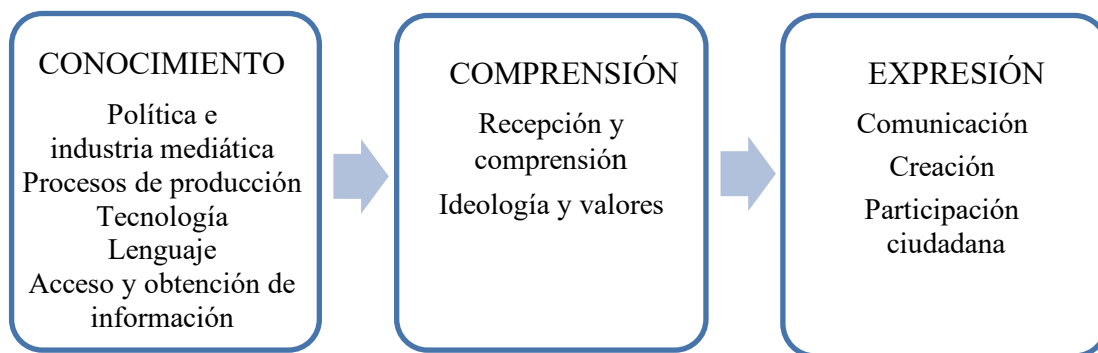 CONOCIMIENTO
Política e
industria mediática
Procesos de producción
Tecnología
Lenguaje
Acceso y obtención de
información
COMPRENSIÓN
Recepción y
comprensión
Ideología y valores
EXPRESIÓN
Comunicación
Creación
Participación
ciudadana